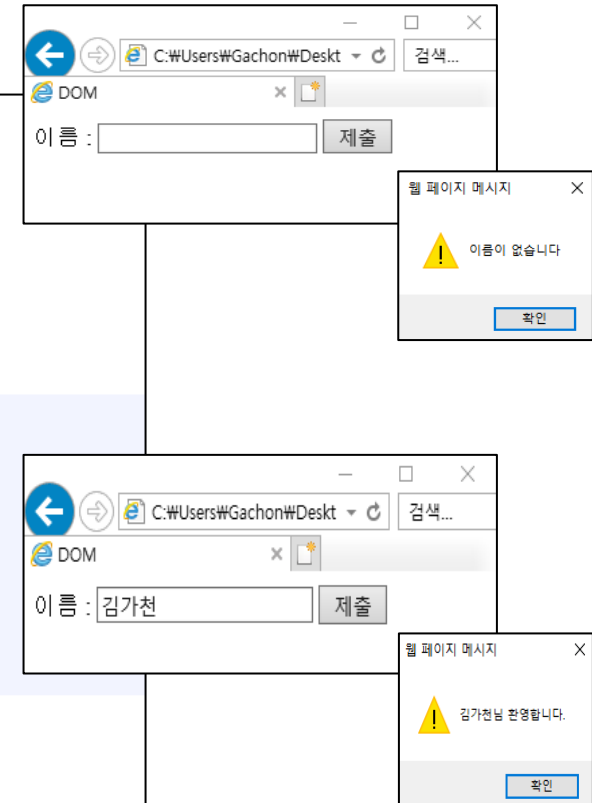 C:₩Users₩Gachon₩Deskt
검색...
DOM
이름 :
제출
웹 페이지 메시지
이름이 없습니다
확인
C:₩Users₩Gachon₩Deskt
검색...
DOM
이름 : 김가천
제출
웹 페이지 메시지
김가천님 환영합니다.
확인